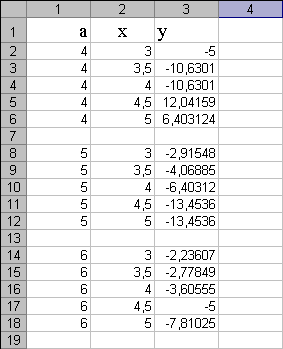 1 2 3 4
1 a x y
2 4 3 -5
3 4 3,5 -10,6301
4 4 4 -10,6301
5 4 4,5 12,04159
6 4 5 6,403124
7
8 5 3 -2,91548
9 5 3,5 -4,06885
10 5 4 -6,40312
11 5 4,5 -13,4536
12 5 5 -13,4536
13
14 6 3 -2,23607
15 6 3,5 -2,77849
16 6 4 -3,60555
17 6 4,5 -5
18 6 5 -7,81025
19